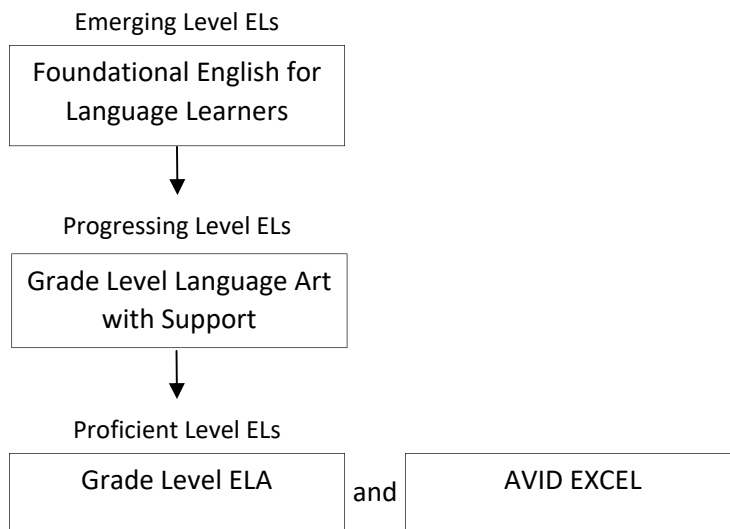 Emerging Level ELs
Foundational English for
Language Learners
Progressing Level ELs
Grade Level Language Art
with Support
Proficient Level ELs
Grade Level ELA
and
AVID EXCEL